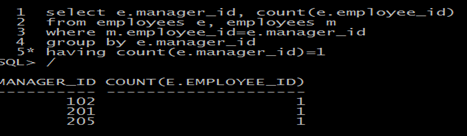 1 select e.manager_id, count(e.employee_id)
2 from employees e, employees m
3 where m.employee_id=e.manager_id
4 group by e.manager_id
5* having count(e.manager_id)=1
SQL> /
MANAGER_ID COUNT(E.EMPLOYEE_ID)
---------- --------------------
102 1
201 1
205 1